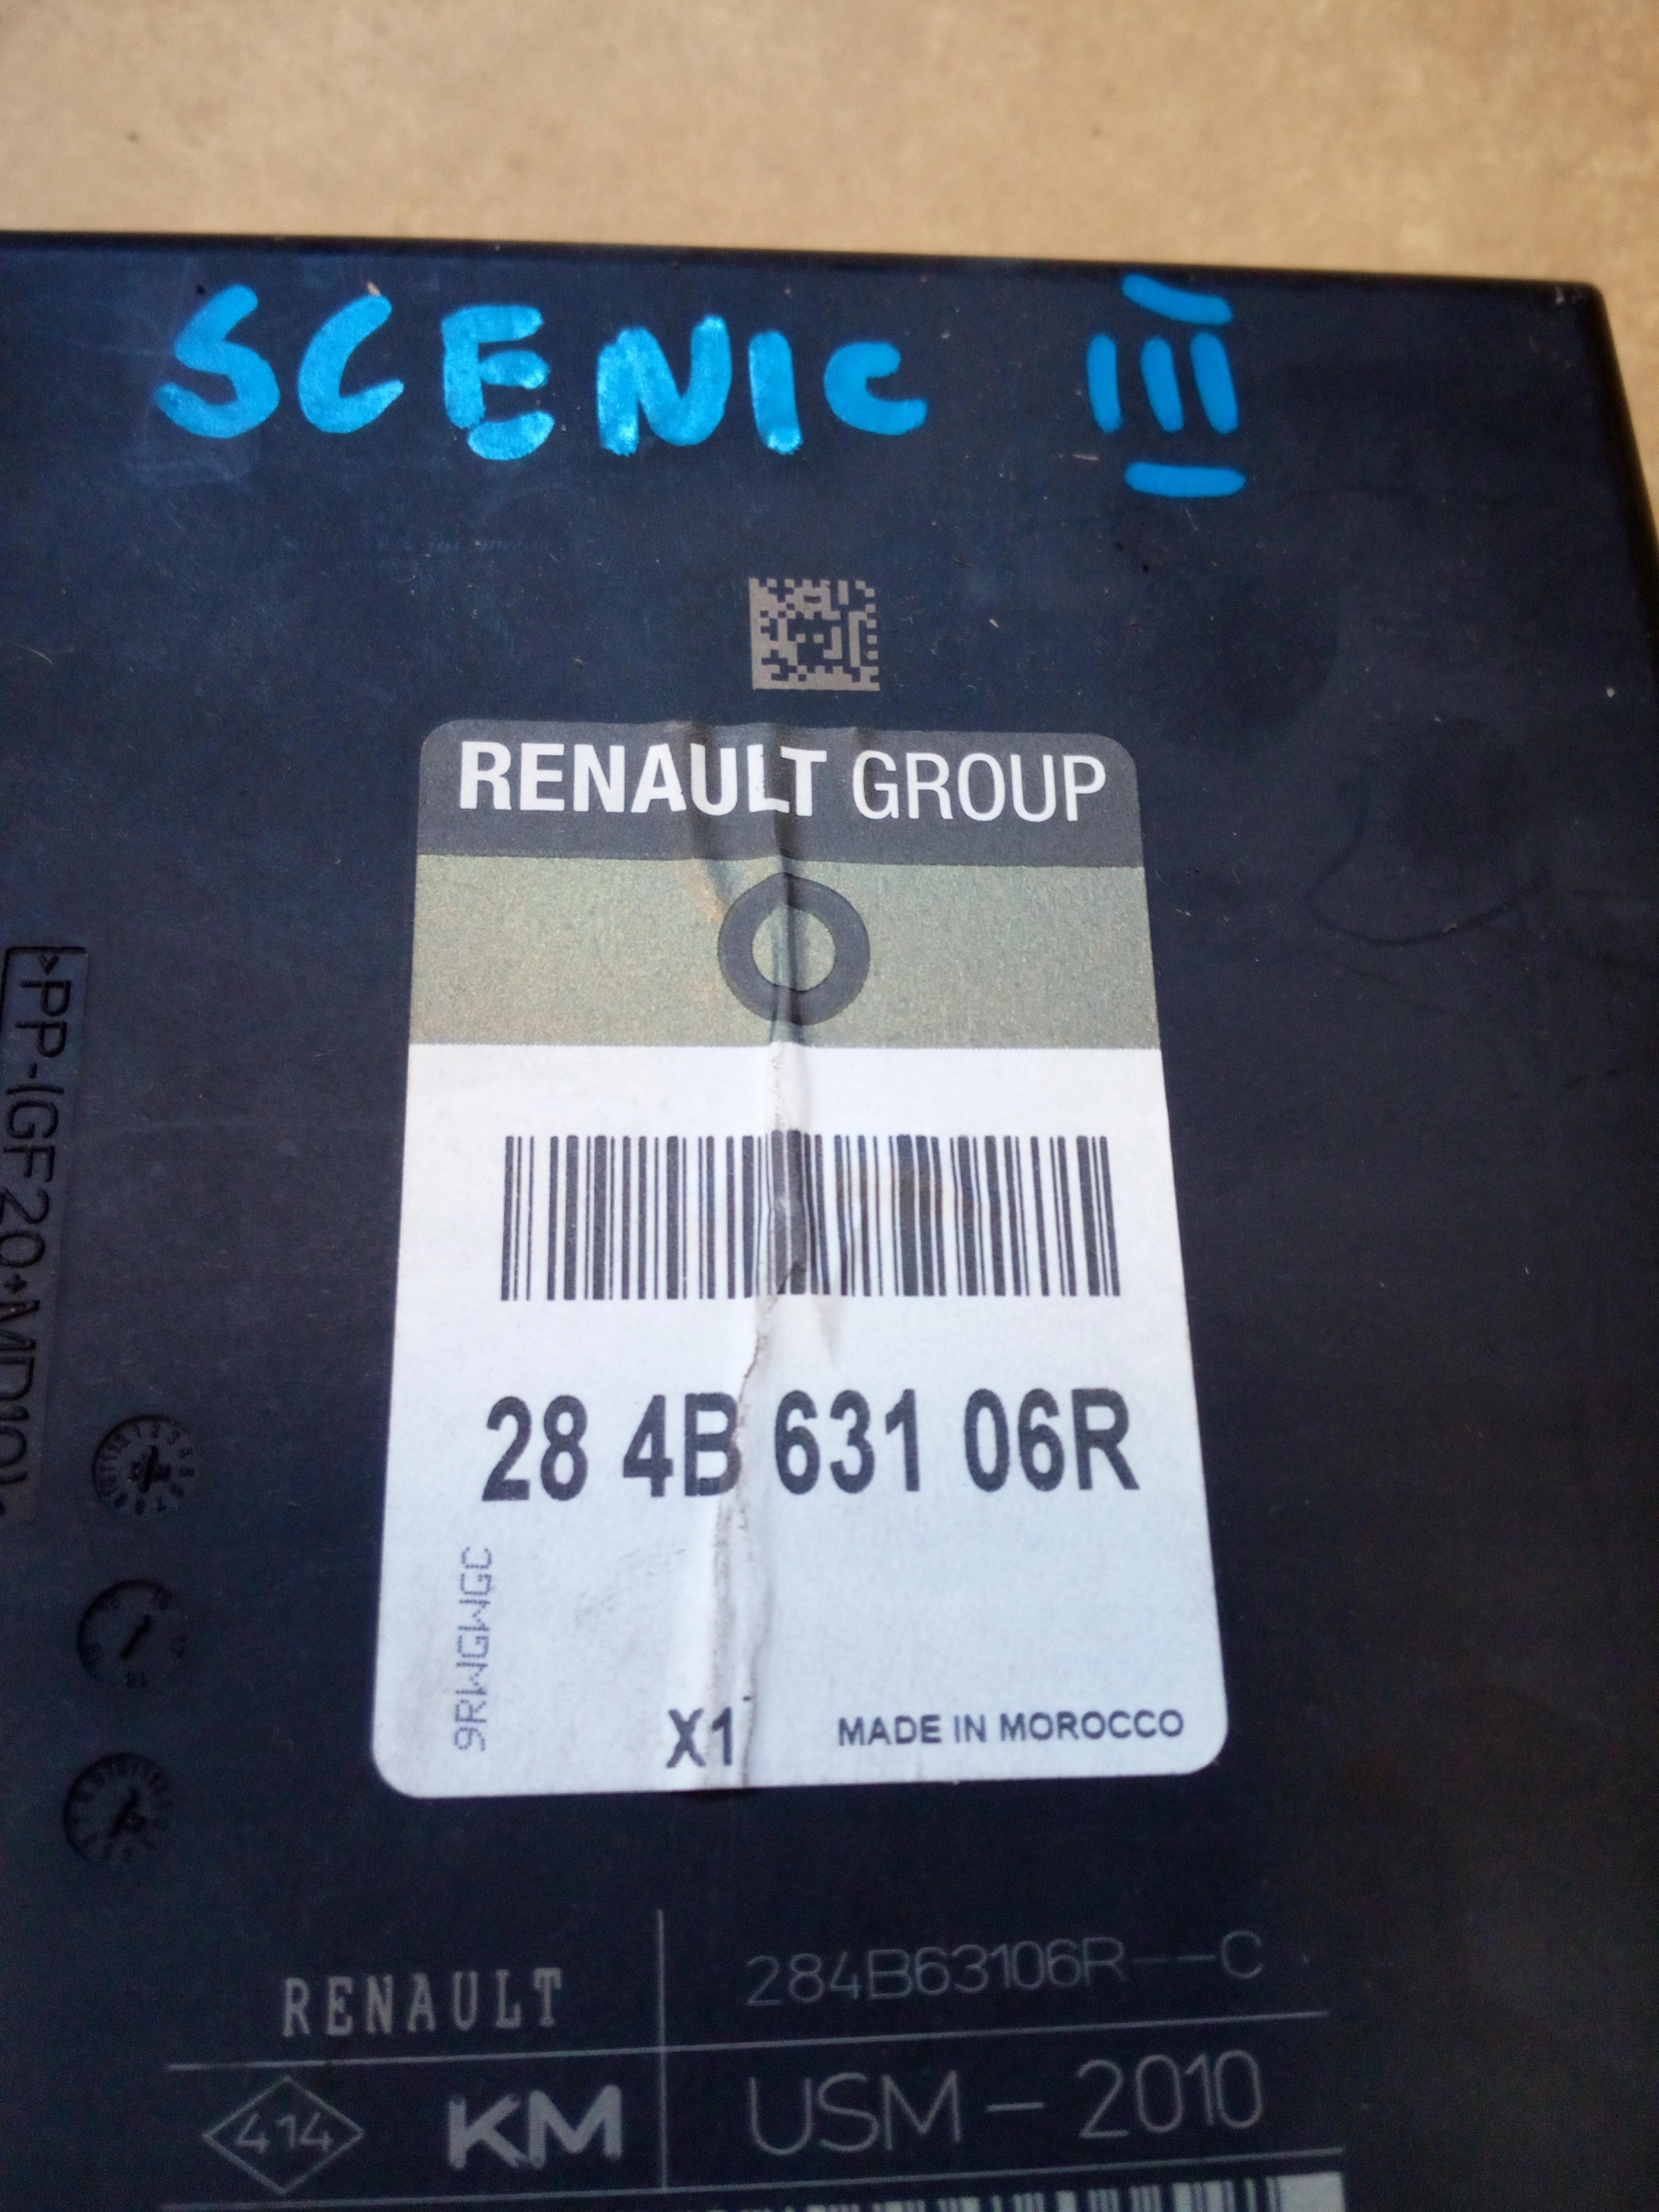 SCENIC III
RENAULT GROUP
28 4B 631 06R
9RWGWGC
X1
MADE IN MOROCCO
>PP-(GF20+MD10)<
RENAULT
284B63106R--C
414
KM
USM - 2010